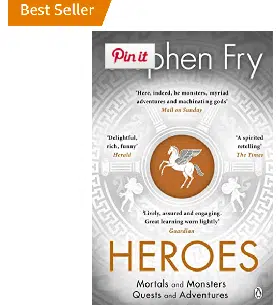 Best Seller
Pin it
phen Fry
'Here, indeed, be monsters, myriad
adventures and machinating gods'
Mail on Sunday
'Delightful,
rich, funny'
Herald
'A spirited
retelling'
The Times
'Lively, assured and engaging.
Great learning worn lightly'
Guardian
HEROES
Mortals and Monsters
Quests and Adventures